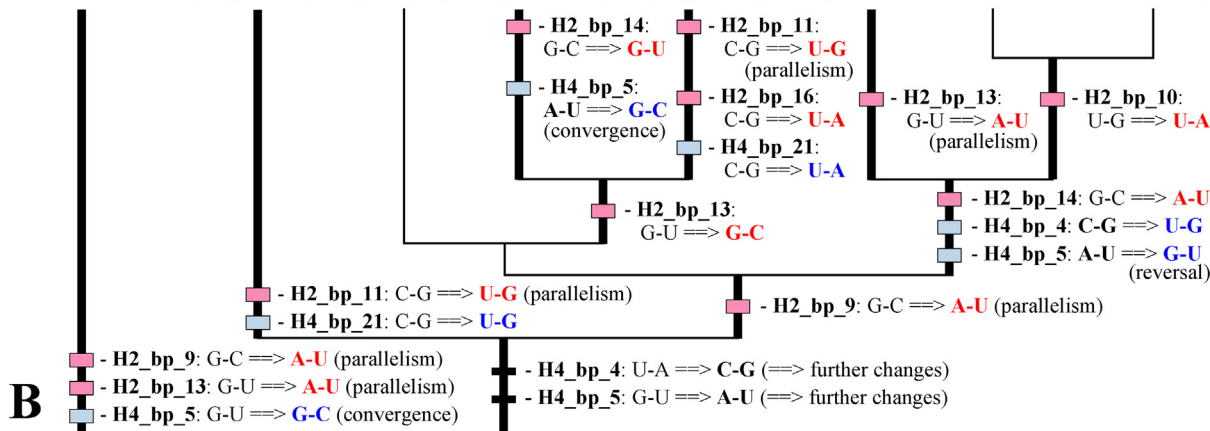 - H2_bp_14:
G-C ==> G-U
- H4_bp_5:
A-U ==> G-C
(convergence)
- H2_bp_11:
C-G ==> U-G
(parallelism)
- H2_bp_16:
C-G ==> U-A
- H4_bp_21:
C-G ==> U-A
- H2_bp_13:
G-U ==> A-U
(parallelism)
- H2_bp_10:
U-G ==> U-A
- H2_bp_13:
G-U ==> G-C
- H2_bp_14: G-C ==> A-U
- H4_bp_4: C-G ==> U-G
- H4_bp_5: A-U ==> G-U
(reversal)
- H2_bp_11: C-G ==> U-G (parallelism)
- H4_bp_21: C-G ==> U-G
- H2_bp_9: G-C ==> A-U (parallelism)
- H2_bp_9: G-C ==> A-U (parallelism)
- H2_bp_13: G-U ==> A-U (parallelism)
- H4_bp_5: G-U ==> G-C (convergence)
- H4_bp_4: U-A ==> C-G (==> further changes)
- H4_bp_5: G-U ==> A-U (==> further changes)
B